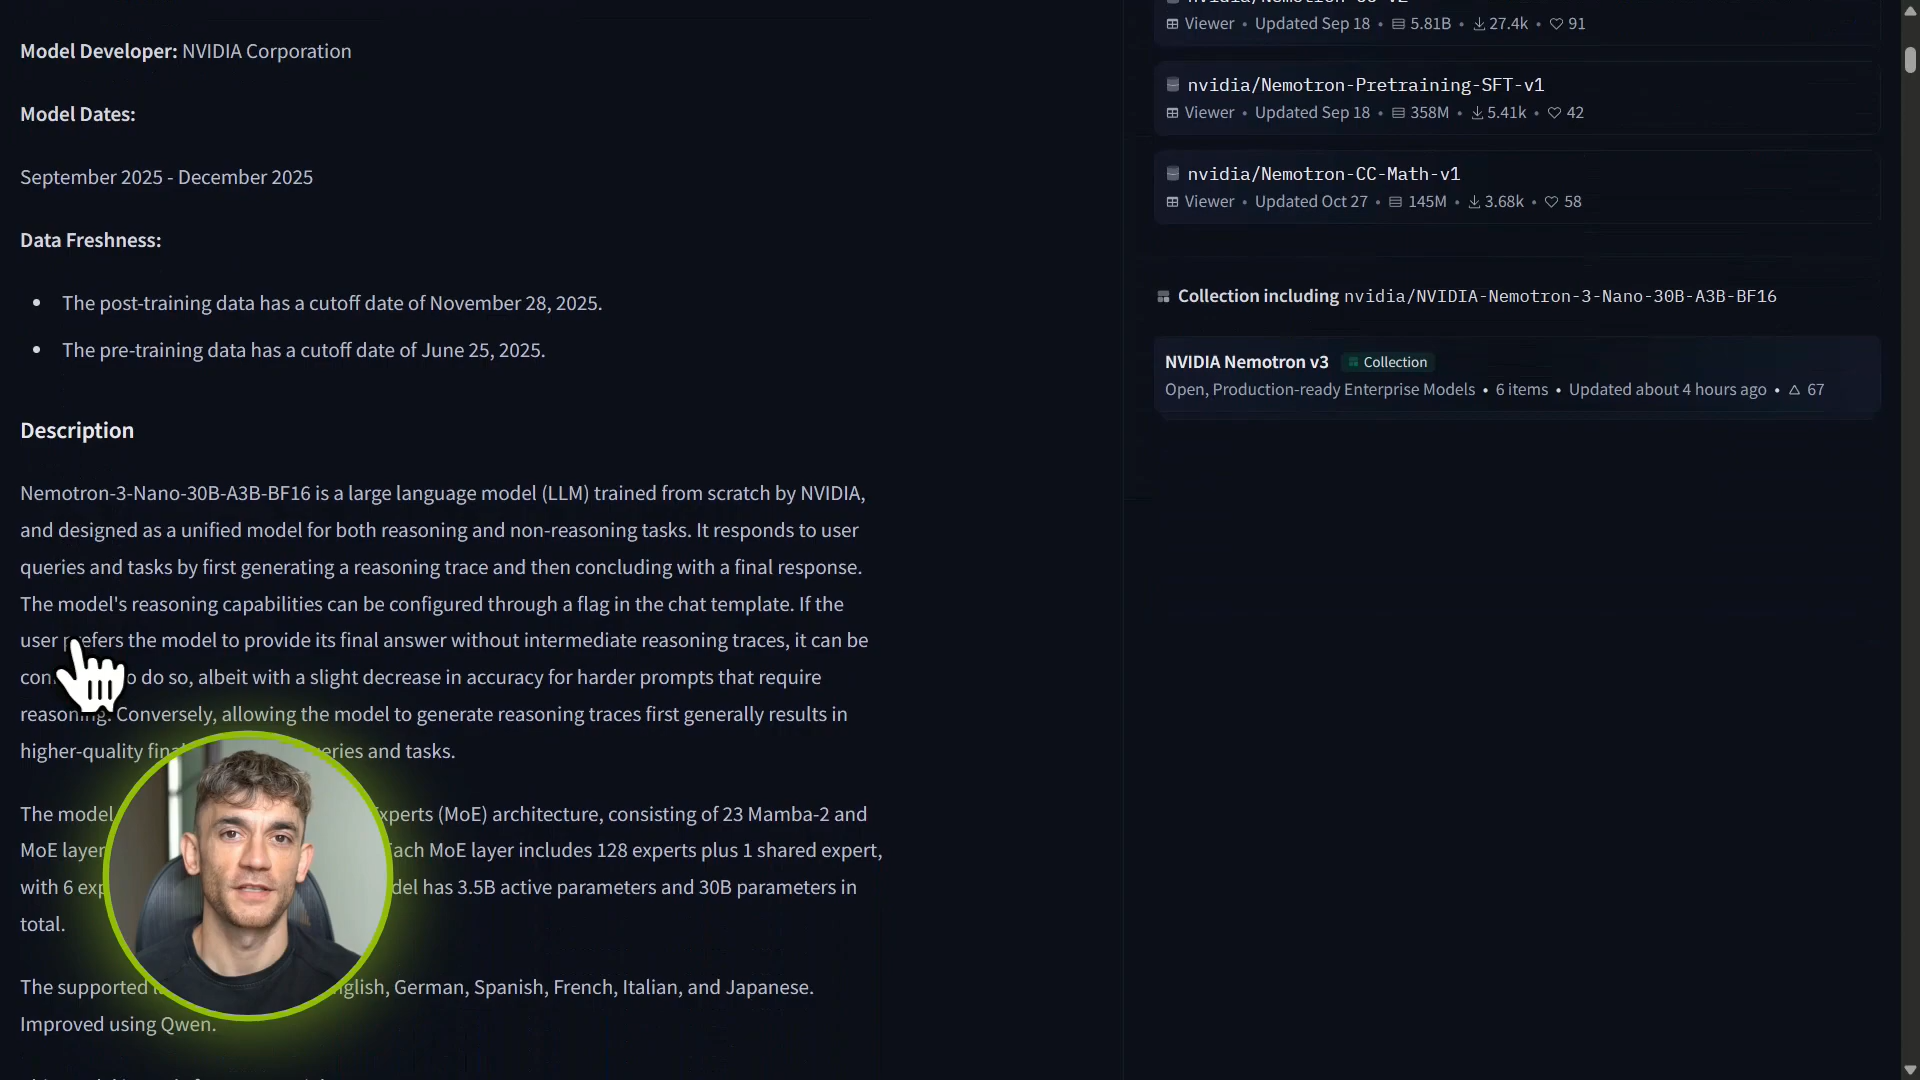 Model Developer: NVIDIA Corporation
Model Dates:
September 2025 - December 2025
Data Freshness:
• The post-training data has a cutoff date of November 28, 2025.
• The pre-training data has a cutoff date of June 25, 2025.
Description
Nemotron-3-Nano-30B-A3B-BF16 is a large language model (LLM) trained from scratch by NVIDIA,
and designed as a unified model for both reasoning and non-reasoning tasks. It responds to user
queries and tasks by first generating a reasoning trace and then concluding with a final response.
The model's reasoning capabilities can be configured through a flag in the chat template. If the
user prefers the model to provide its final answer without intermediate reasoning traces, it can be
do so, albeit with a slight decrease in accuracy for harder prompts that require
reasoning. Conversely, allowing the model to generate reasoning traces first generally results in
higher-quality and tasks.
The model (MoE) architecture, consisting of 23 Mamba-2 and
MoE MoE layer includes 128 experts plus 1 shared expert,
with 6 has 3.5B active parameters and 30B parameters in
total.
The supported German, Spanish, French, Italian, and Japanese.
Improved using Qwen.
Viewer • Updated Sep 18 • 5.81B • 27.4k • 91
nvidia/Nemotron-Pretraining-SFT-v1
Viewer • Updated Sep 18 • 358M • 5.41k • 42
nvidia/Nemotron-CC-Math-v1
Viewer • Updated Oct 27 • 145M • 3.68k • 58
Collection including nvidia/NVIDIA-Nemotron-3-Nano-30B-A3B-BF16
NVIDIA Nemotron v3 Collection
Open, Production-ready Enterprise Models • 6 items • Updated about 4 hours ago • 67